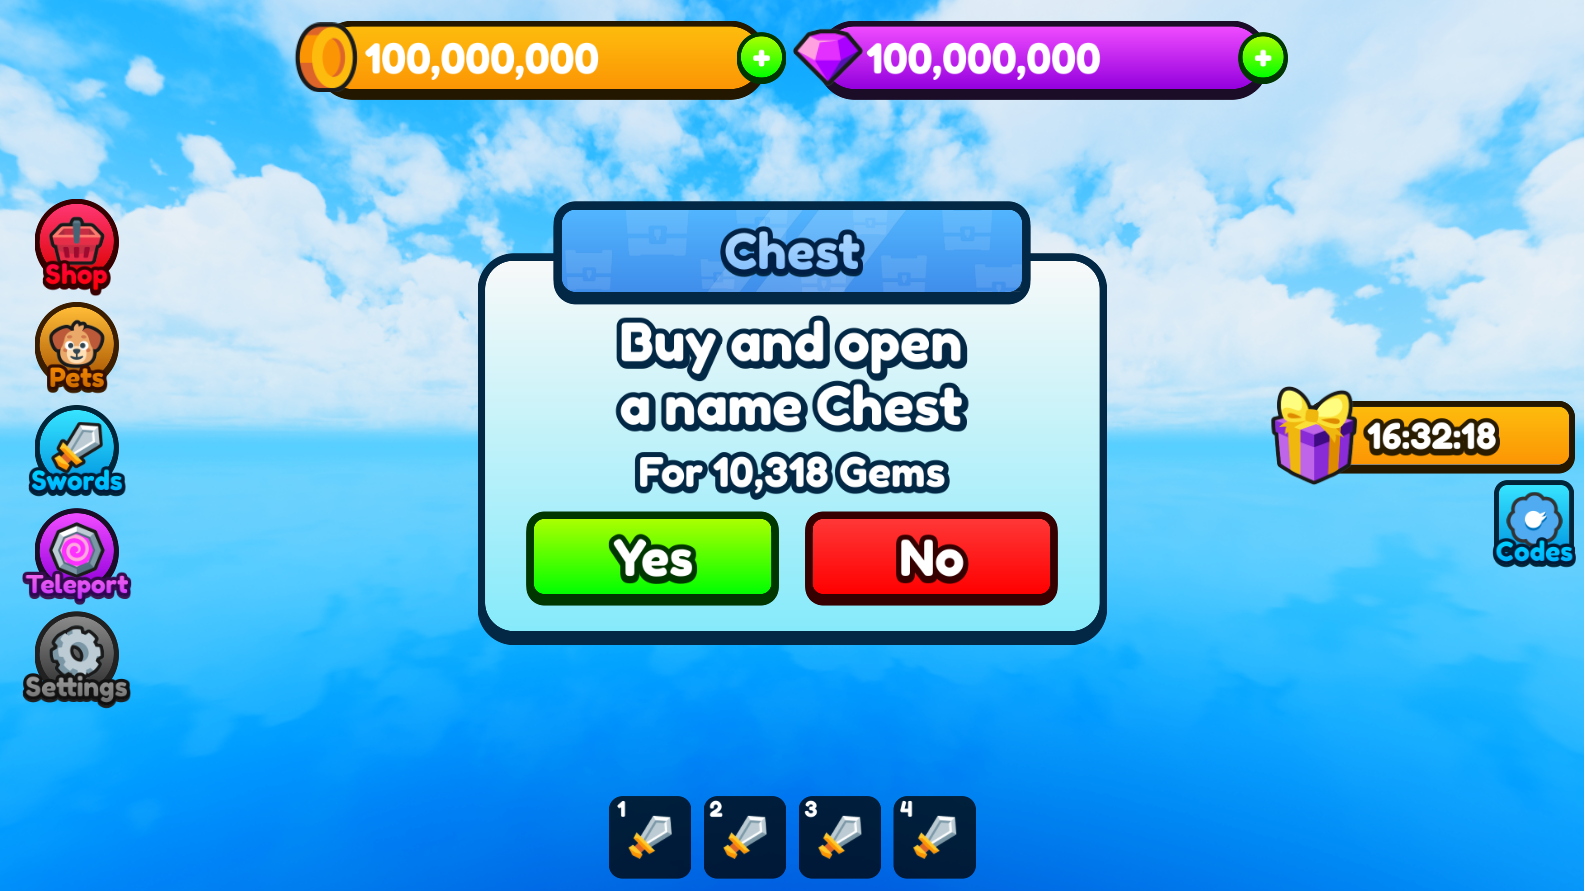 100,000,000
100,000,000
Chest
Buy and open
a name Chest
For 10,318 Gems
Yes
No
Shop
Pets
Swords
Teleport
Settings
16:32:18
Codes
1
2
3
4